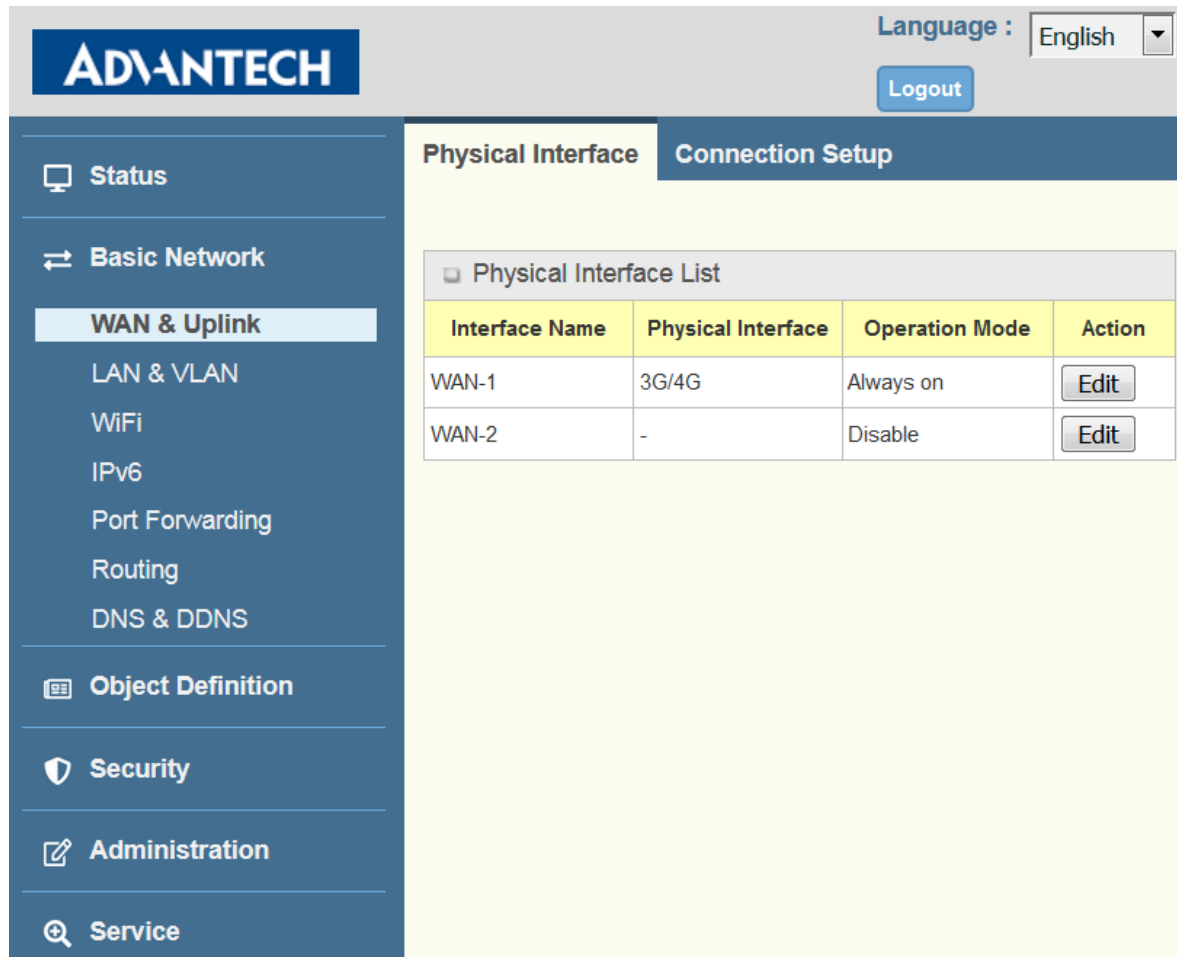 ADVANTECH
Language :
English
Logout
Status
Basic Network
WAN & Uplink
LAN & VLAN
WiFi
IPv6
Port Forwarding
Routing
DNS & DDNS
Object Definition
Security
Administration
Service
Physical Interface Connection Setup
Physical Interface List
Interface Name Physical Interface Operation Mode Action
WAN-1 3G/4G Always on Edit
WAN-2 - Disable Edit